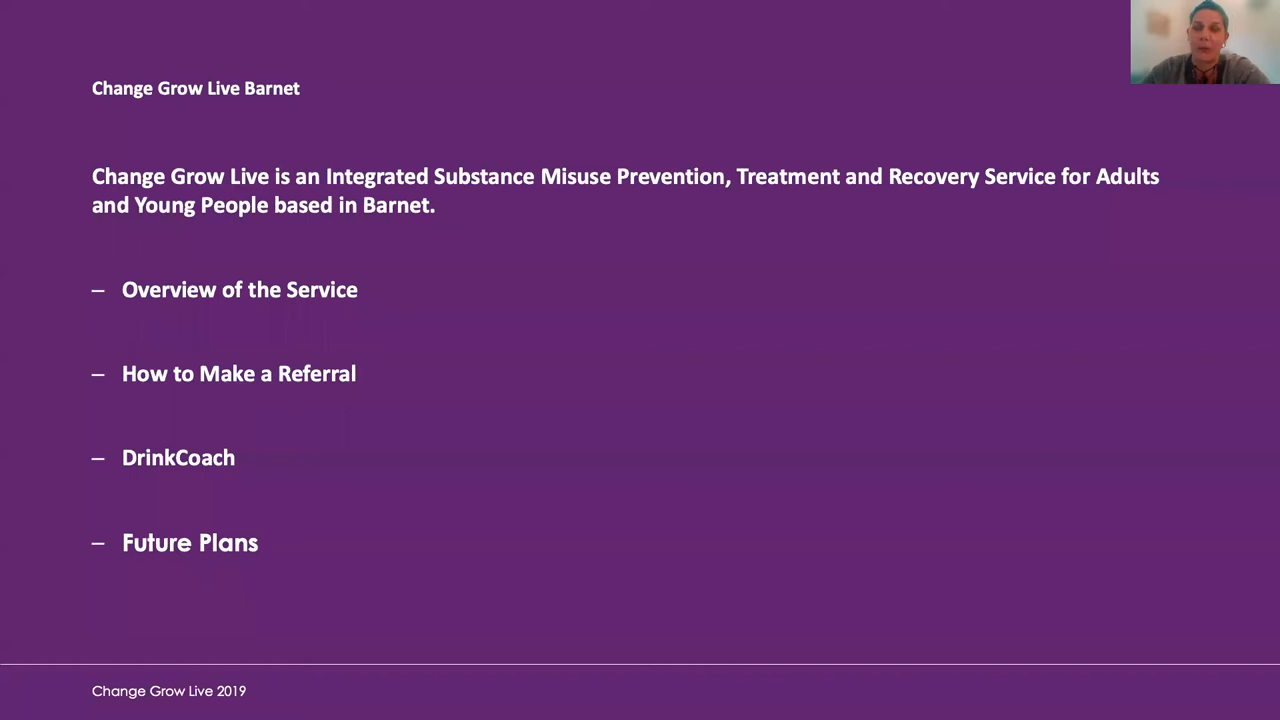 Change Grow Live Barnet
Change Grow Live is an Integrated Substance Misuse Prevention, Treatment and Recovery Service for Adults
and Young People based in Barnet.
– Overview of the Service
– How to Make a Referral
– DrinkCoach
– Future Plans
Change Grow Live 2019